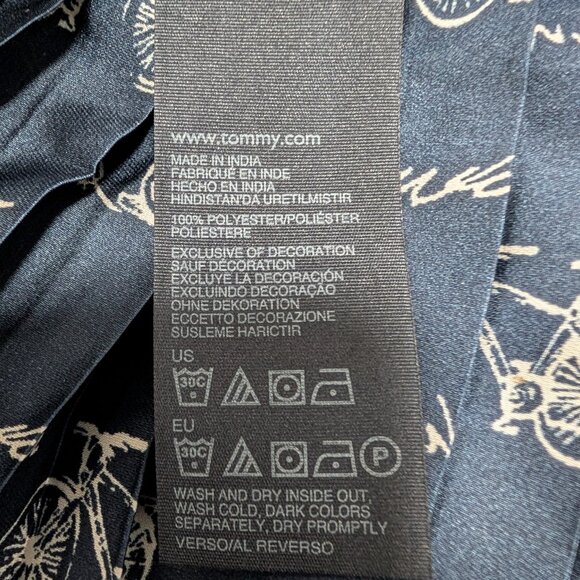 www.tommy.com
MADE IN INDIA
FABRIQUÉ EN INDE
HECHO EN INDIA
HINDISTAN'DA URETILMISTIR
100% POLYESTER/POLIÉSTER
POLIESTERE
EXCLUSIVE OF DECORATION
SAUF DÉCORATION
EXCLUYE LA DECORACIÓN
EXCLUINDO DECORAÇÃO
OHNE DEKORATION
ECCETTO DECORAZIONE
SUSLEME HARICTIR
US
30C
EU
30C P
WASH AND DRY INSIDE OUT,
WASH COLD, DARK COLORS
SEPARATELY, DRY PROMPTLY
VERSO/AL REVERSO